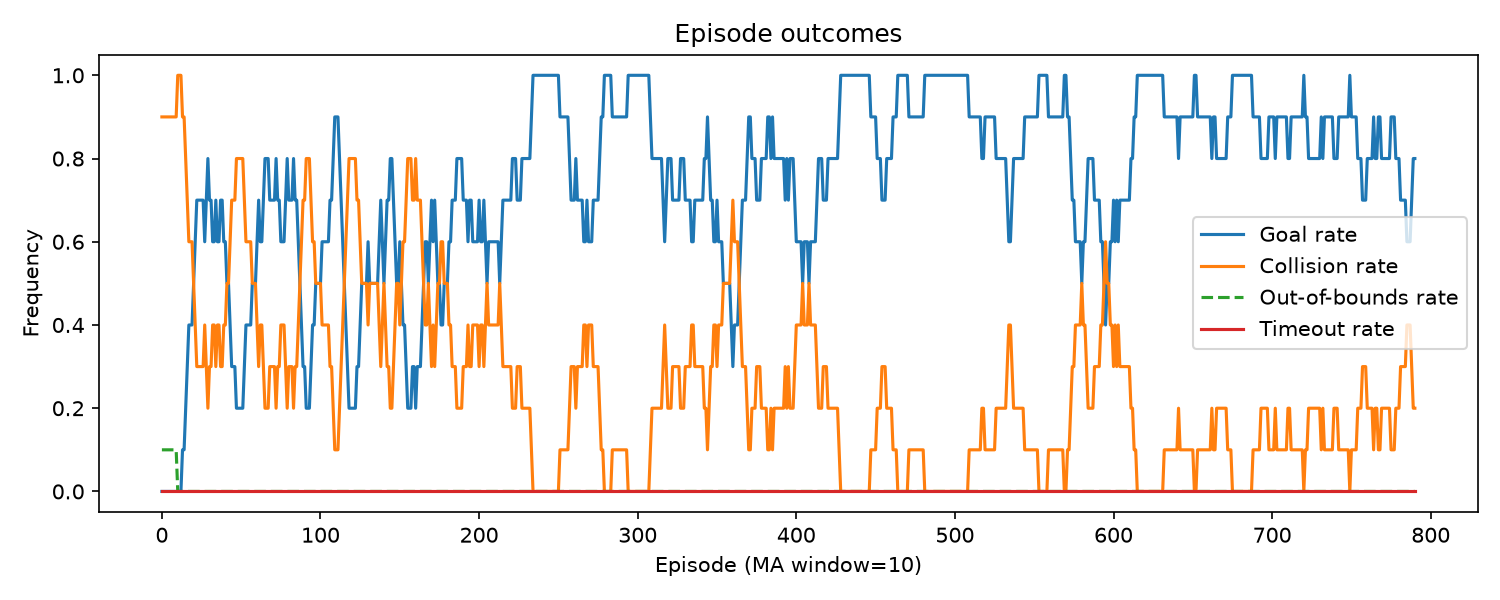 Episode outcomes
1.0
0.8
0.6
0.4
0.2
0.0
Frequency
Goal rate
Collision rate
Out-of-bounds rate
Timeout rate
0 100 200 300 400 500 600 700 800
Episode (MA window=10)